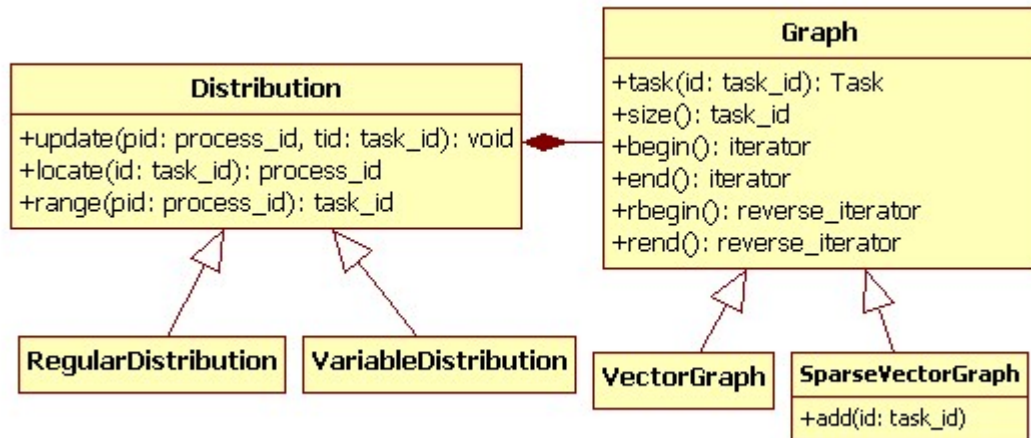 Distribution
+update(pid: process_id, tid: task_id): void
+locate(id: task_id): process_id
+range(pid: process_id): task_id
Graph
+task(id: task_id): Task
+size(): task_id
+begin(): iterator
+end(): iterator
+rbegin(): reverse_iterator
+rend(): reverse_iterator
RegularDistribution
VariableDistribution
VectorGraph
SparseVectorGraph
+add(id: task_id)